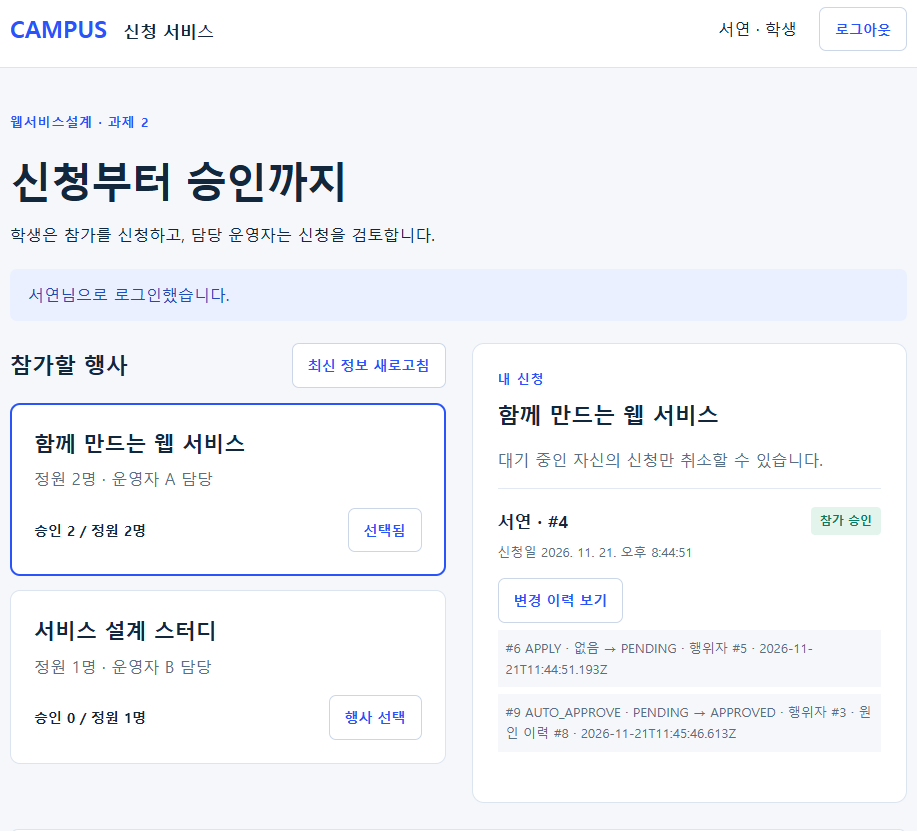 CAMPUS 신청 서비스
서연 · 학생
로그아웃
웹서비스설계 · 과제 2
신청부터 승인까지
학생은 참가를 신청하고, 담당 운영자는 신청을 검토합니다.
서연님으로 로그인했습니다.
참가할 행사
최신 정보 새로고침
함께 만드는 웹 서비스
정원 2명 · 운영자 A 담당
승인 2 / 정원 2명
선택됨
서비스 설계 스터디
정원 1명 · 운영자 B 담당
승인 0 / 정원 1명
행사 선택
내 신청
함께 만드는 웹 서비스
대기 중인 자신의 신청만 취소할 수 있습니다.
서연 · #4
참가 승인
신청일 2026. 11. 21. 오후 8:44:51
변경 이력 보기
#6 APPLY · 없음 → PENDING · 행위자 #5 · 2026-11-
21T11:44:51.193Z
#9 AUTO_APPROVE · PENDING → APPROVED · 행위자 #3 · 원
인 이력 #8 · 2026-11-21T11:45:46.613Z